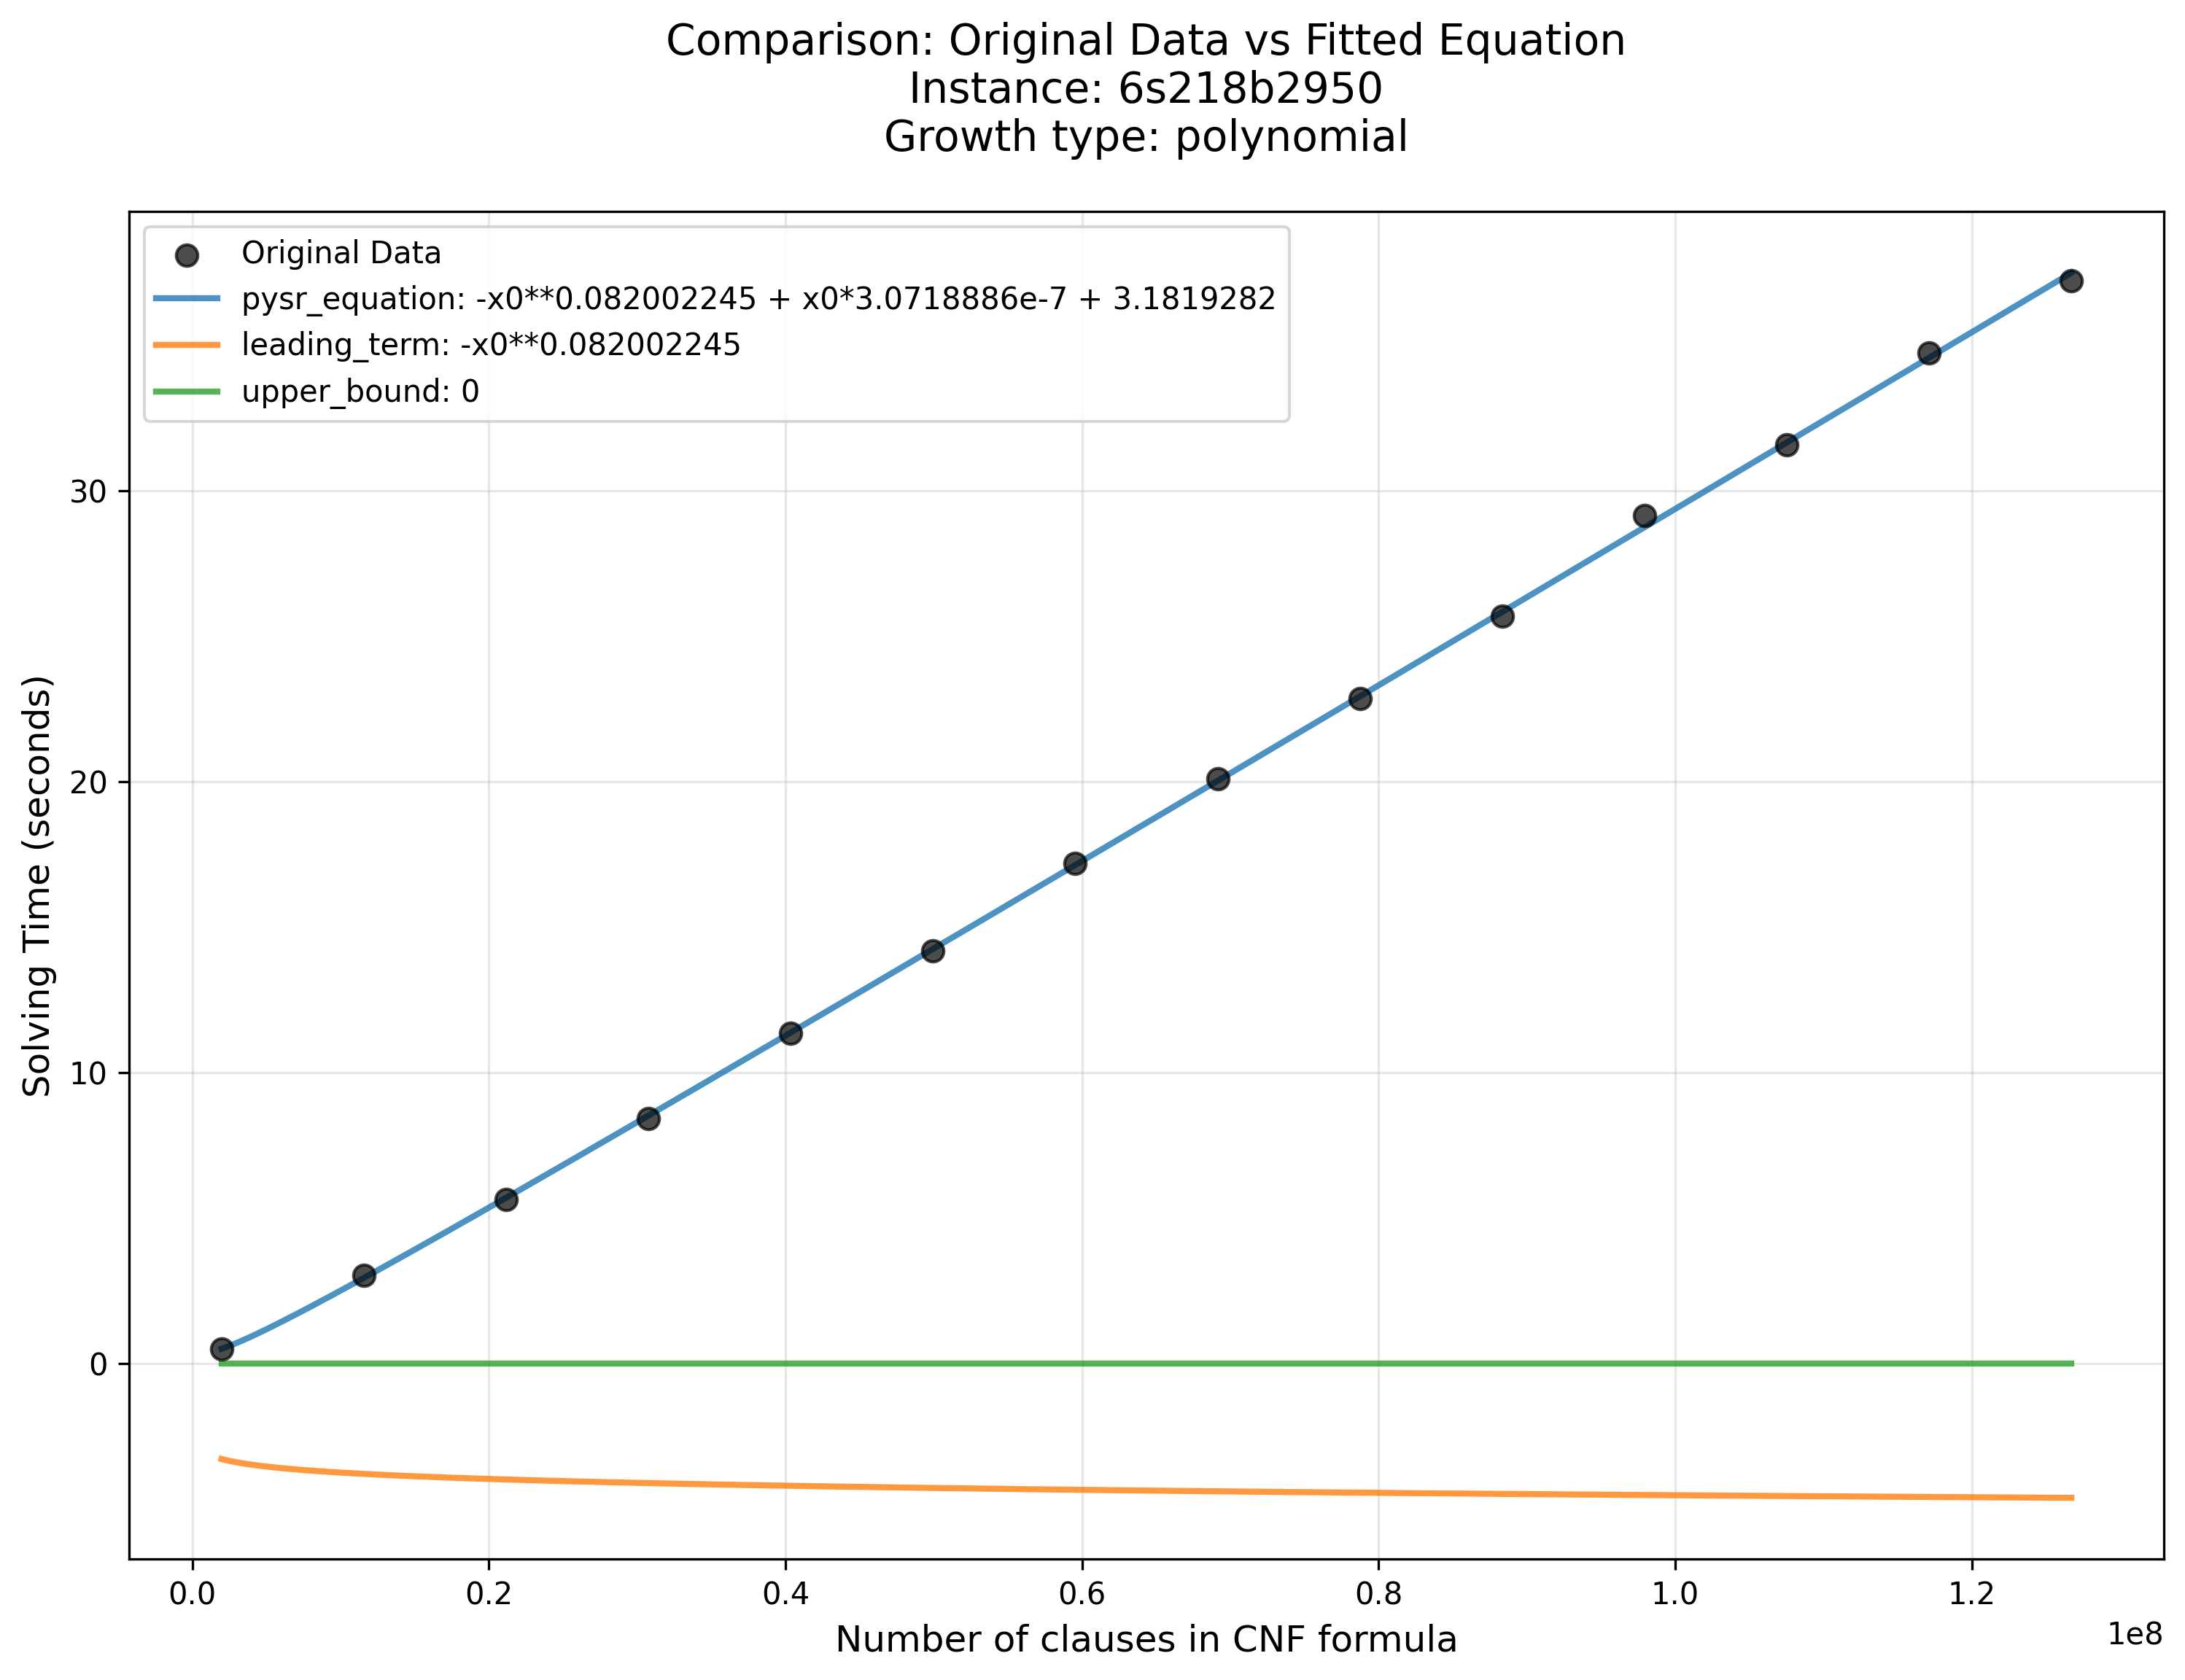 Comparison: Original Data vs Fitted Equation
Instance: 6s218b2950
Growth type: polynomial
Original Data
pysr_equation: -x0**0.082002245 + x0*3.0718886e-7 + 3.1819282
leading_term: -x0**0.082002245
upper_bound: 0
30
20
10
0
Solving Time (seconds)
0.0 0.2 0.4 0.6 0.8 1.0 1.2
1e8
Number of clauses in CNF formula